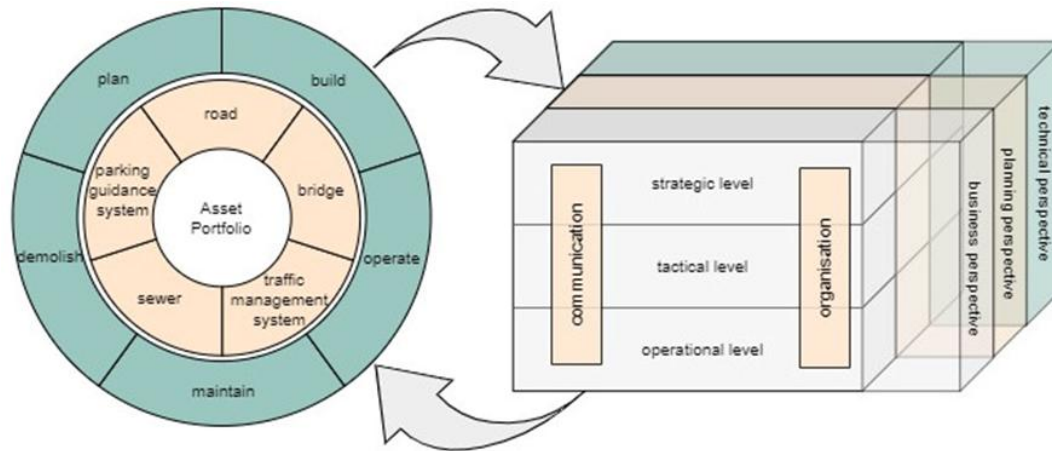 plan
build
road
parking
guidance
system
bridge
Asset
Portfolio
demolish
operate
sewer
traffic
management
system
maintain
strategic level
tactical level
operational level
communication
organisation
business perspective
planning perspective
technical perspective